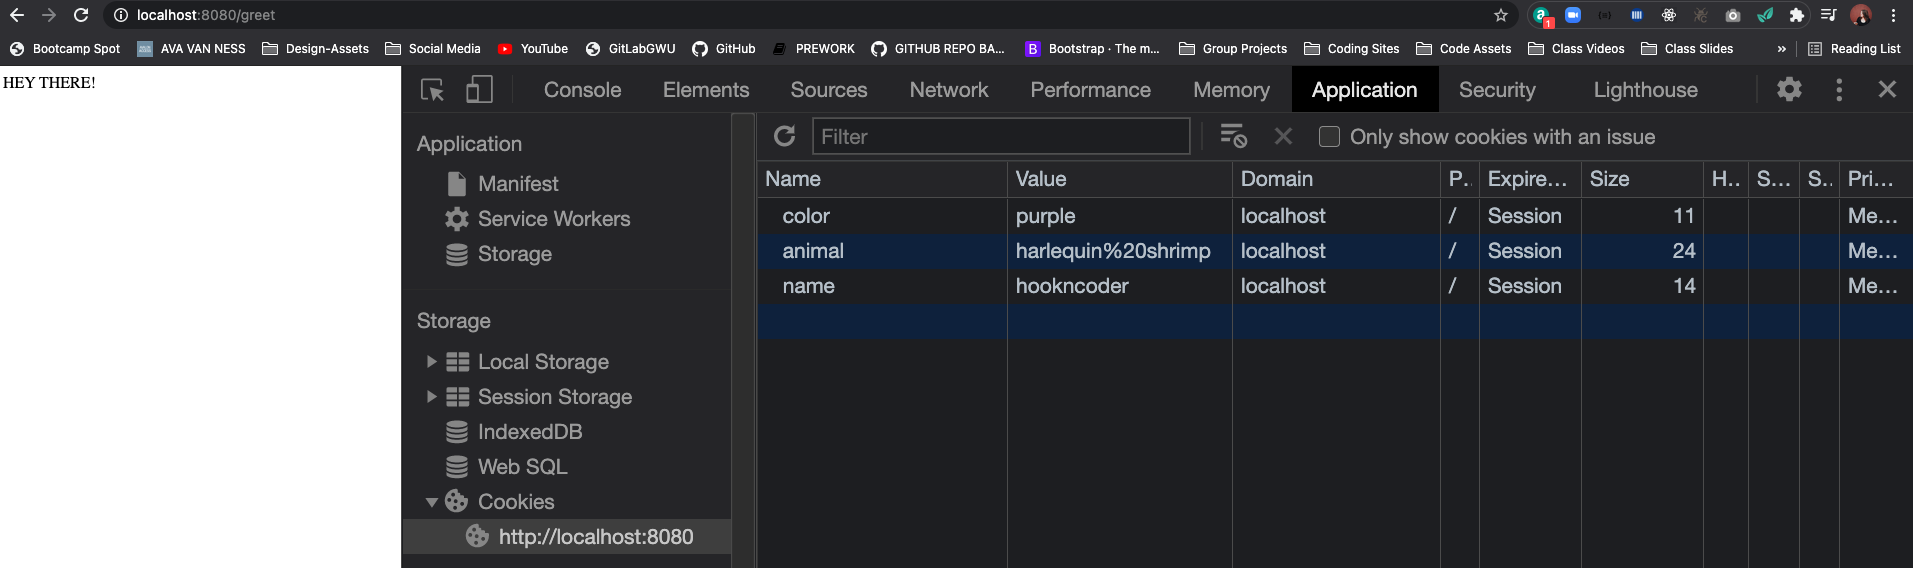 localhost:8080/greet
1
Bootcamp Spot AVA VAN NESS Design-Assets Social Media YouTube GitLabGWU GitHub PREWORK GITHUB REPO BA... B Bootstrap · The m... Group Projects Coding Sites Code Assets Class Videos Class Slides » Reading List
HEY THERE!
Console Elements Sources Network Performance Memory Application Security Lighthouse
Application
Manifest
Service Workers
Storage
Storage
Local Storage
Session Storage
IndexedDB
Web SQL
Cookies
http://localhost:8080
Filter Only show cookies with an issue
Name Value Domain P.. Expire... Size H.. S... S.. Pri...
color purple localhost / Session 11 Me...
animal harlequin%20shrimp localhost / Session 24 Me...
name hookncoder localhost / Session 14 Me...